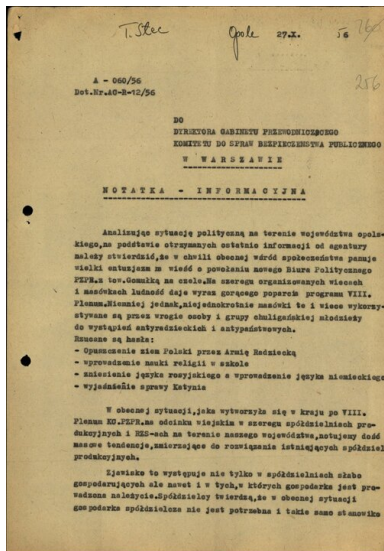 T. Stec Opole 27.X. 56
256
A - 060/56
Dot.Nr.AC-R-12/56
DO
DYREKTORA GABINETU PRZEWODNICZĄCEGO
KOMITETU DO SPRAW BEZPIECZEŃSTWA PUBLICZNEGO
W WARSZAWIE
NOTATKA - INFORMACYJNA
Analizując sytuację polityczną na terenie województwa opols-
kiego,na podstawie otrzymanych ostatnio informacji od agentury
należy stwierdzić,że w chwili obecnej wśród społeczeństwa panuje
wielki entuzjazm na wieść o powołaniu nowego Biura Politycznego
PZPR.z tow.Gomułką na czele.Na szeregu organizowanych wiecach
i masówkach ludność daje wyraz gorącego poparcia programu VIII.
Plenum.Niemniej jednak,niejednokrotnie masówki te i wiece wykorzy-
stywane są przez wrogie osoby i grupy chuligańskiej młodzieży
do wystąpień antyradzieckich i antypaństwowych.
Rzucane są hasła:
- Opuszczenie ziem Polski przez Armię Radziecką
- wprowadzenie nauki religii w szkole
- zniesienie języka rosyjskiego a wprowadzenie języka niemieckiego
- wyjaśnienie sprawy Katynia
W obecnej sytuacji,jaka wytworzyła się w kraju po VIII.
Plenum KC.PZPR.na odcinku wiejskim w szeregu spółdzielniach pro-
dukcyjnych i RZS-ach na terenie naszego województwa,notujemy dość
masowe tendencje,zmierzające do rozwiązania istniejących spółdzielń
produkcyjnych.
Zjawisko to występuje nie tylko w spółdzielniach słabo
gospodarujących ale nawet i w tych,w których gospodarka jest pro-
wadzona należycie.Spółdzielcy twierdzą,że w obecnej sytuacji
gospodarka spółdzielcza nie jest potrzebna i takie samo stanowisko